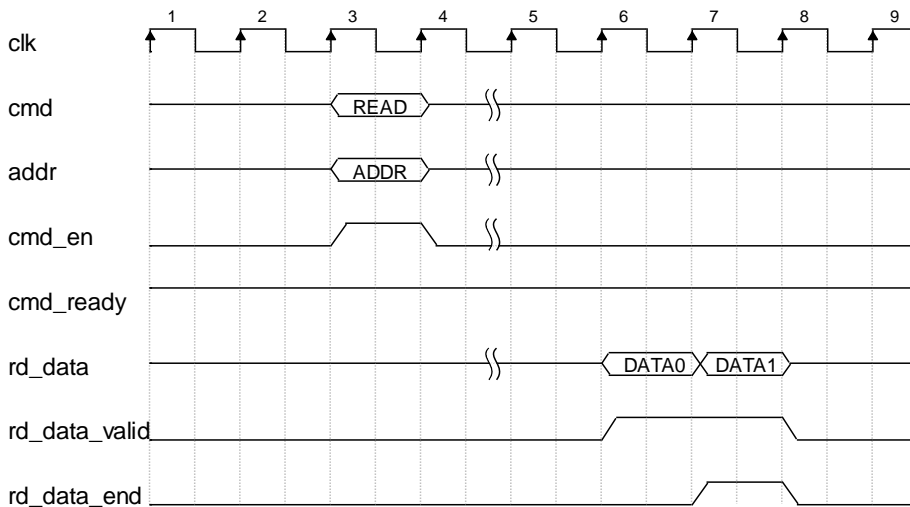 1 2 3 4 5 6 7 8 9
clk
cmd READ
addr ADDR
cmd_en
cmd_ready
rd_data DATA0 DATA1
rd_data_valid
rd_data_end